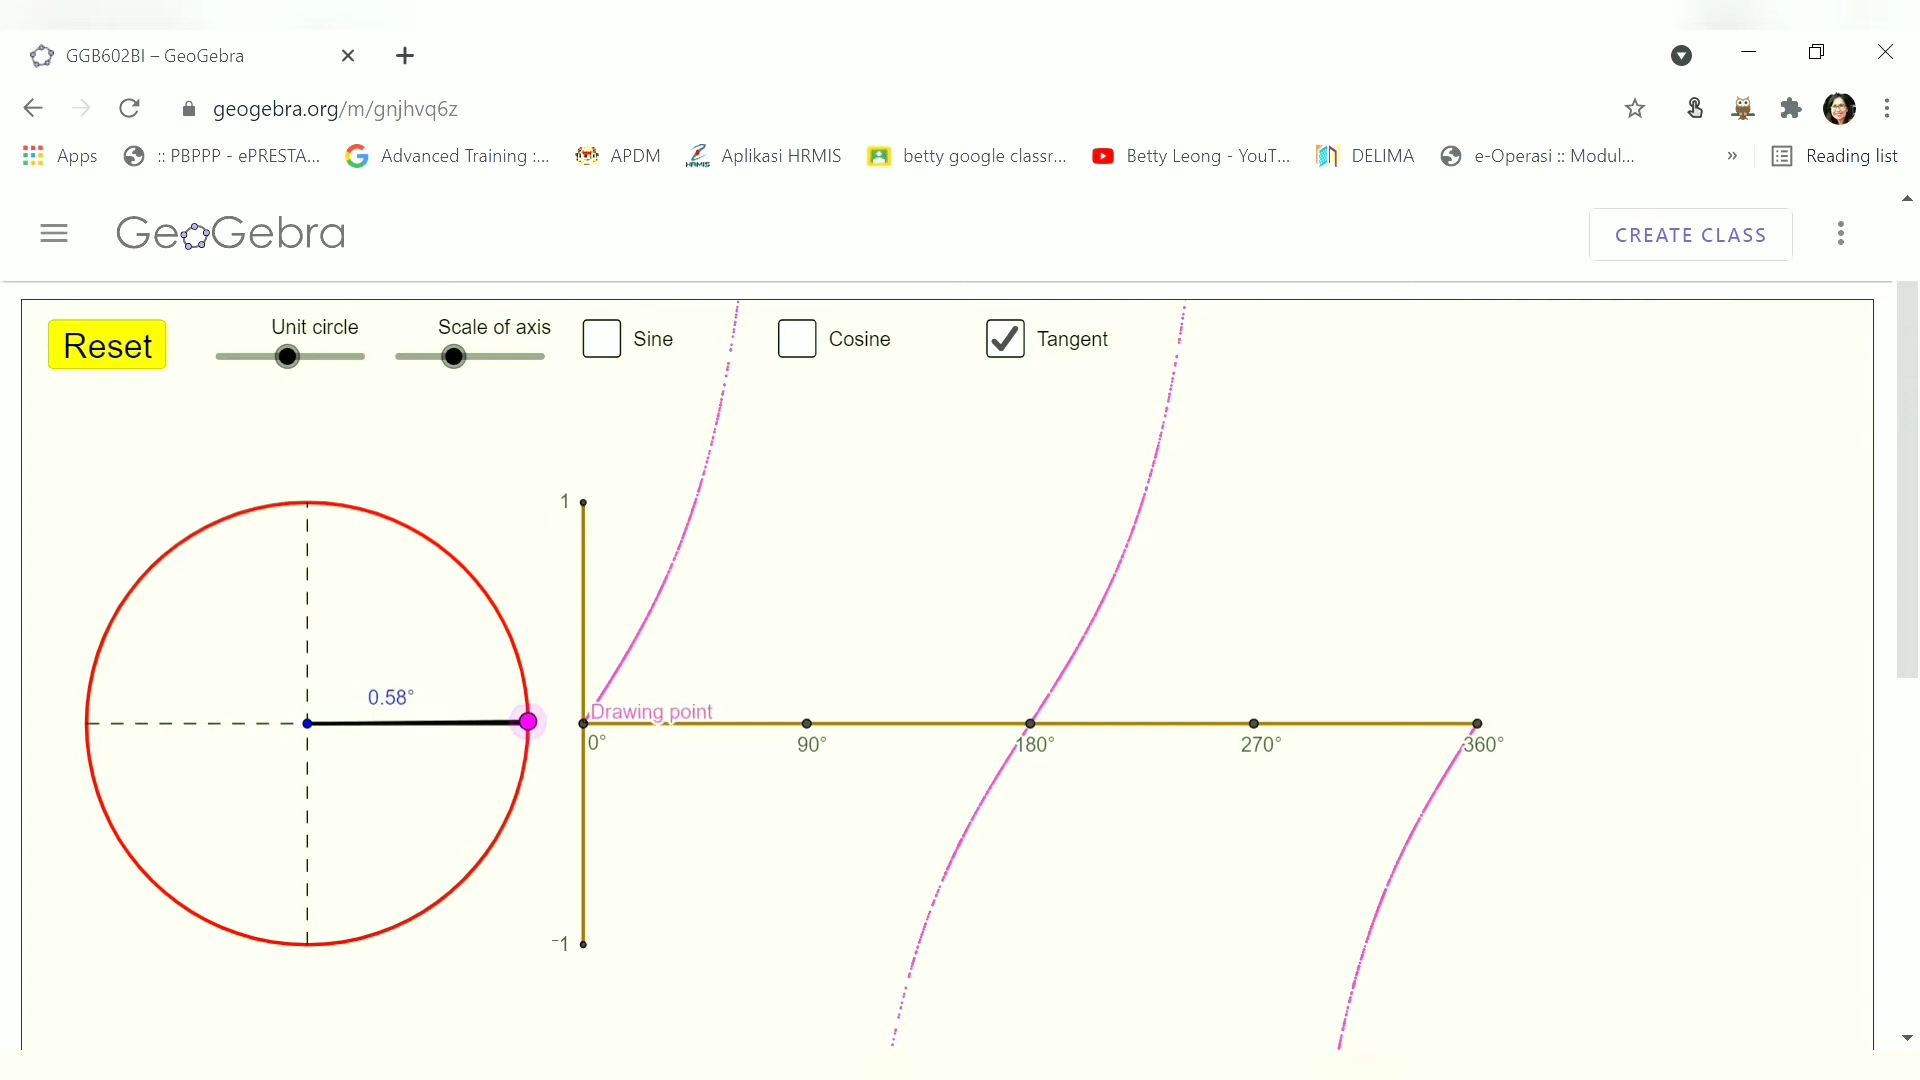 GGB602BI – GeoGebra
geogebra.org/m/gnjhvq6z
Apps :: PBPPP - ePRESTA... Advanced Training :... APDM Aplikasi HRMIS betty google classr... Betty Leong - YouT... DELIMA e-Operasi :: Modul... » Reading list
GeoGebra CREATE CLASS
Reset Unit circle Scale of axis Sine Cosine Tangent
1
0.58°
Drawing point
0° 90° 180° 270° 360°
-1